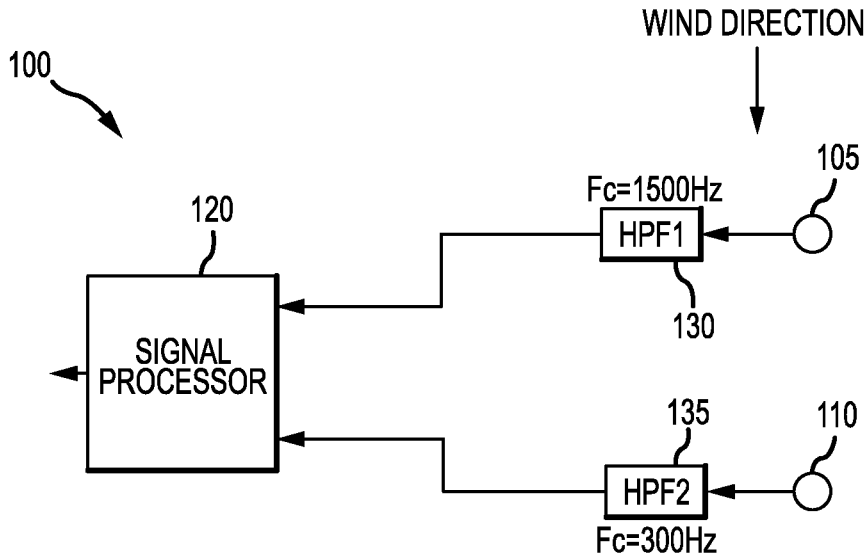 WIND DIRECTION
100
105
Fc=1500Hz
120
HPF1
130
SIGNAL
PROCESSOR
135
110
HPF2
Fc=300Hz